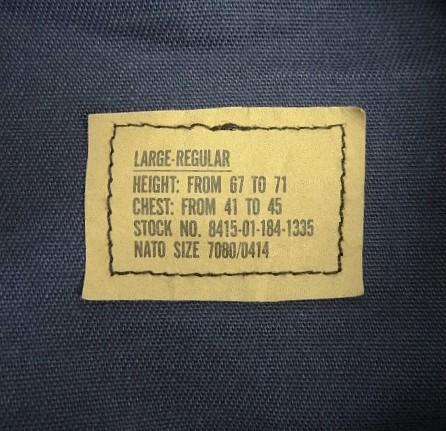 LARGE-REGULAR
HEIGHT: FROM 67 TO 71
CHEST: FROM 41 TO 45
STOCK NO. 8415-01-184-1335
NATO SIZE 7080/0414